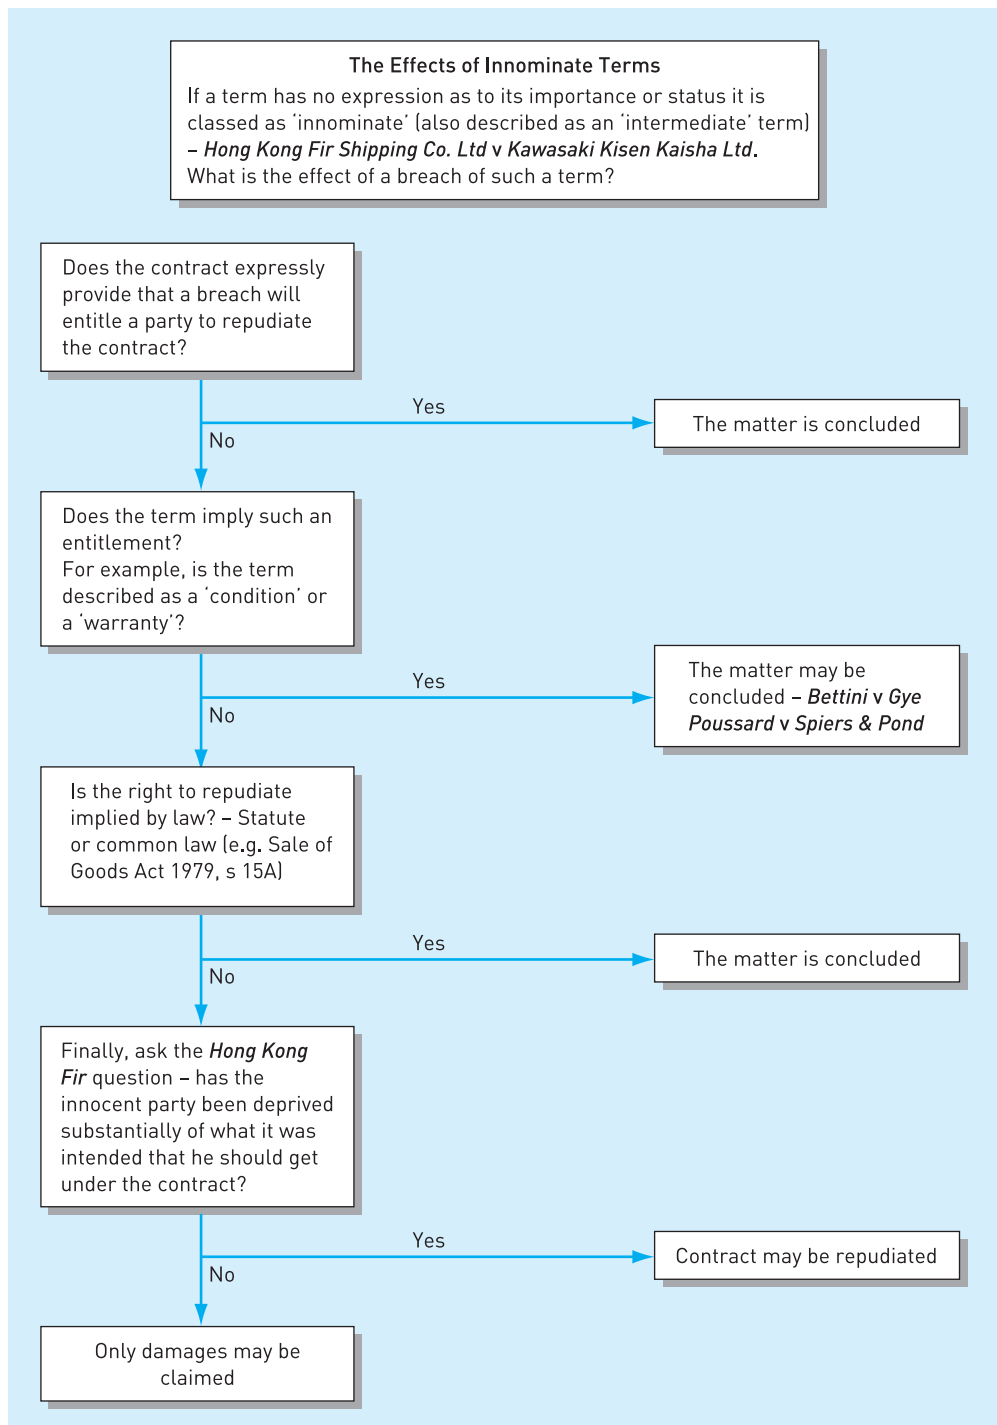 The Effects of Innominate Terms
If a term has no expression as to its importance or status it is
classed as ‘innominate’ (also described as an ‘intermediate’ term)
– Hong Kong Fir Shipping Co. Ltd v Kawasaki Kisen Kaisha Ltd.
What is the effect of a breach of such a term?
Does the contract expressly
provide that a breach will
entitle a party to repudiate
the contract?
Yes
The matter is concluded
No
Does the term imply such an
entitlement?
For example, is the term
described as a ‘condition’ or
a ‘warranty’?
Yes
The matter may be
concluded – Bettini v Gye
Poussard v Spiers & Pond
No
Is the right to repudiate
implied by law? – Statute
or common law (e.g. Sale of
Goods Act 1979, s 15A)
Yes
The matter is concluded
No
Finally, ask the Hong Kong
Fir question – has the
innocent party been deprived
substantially of what it was
intended that he should get
under the contract?
Yes
Contract may be repudiated
No
Only damages may be
claimed